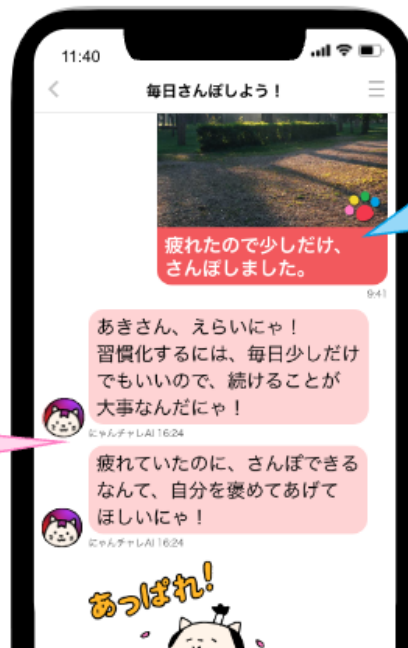 11:40
毎日さんぽしよう！
疲れたので少しだけ、
さんぽしました。
9:41
あきさん、えらいにゃ！
習慣化するには、毎日少しだけ
でもいいので、続けることが
大事なんだにゃ！
にゃんチャレAI 16:24
疲れていたのに、さんぽできる
なんて、自分を褒めてあげて
ほしいにゃ！
にゃんチャレAI 16:24
あっぱれ！